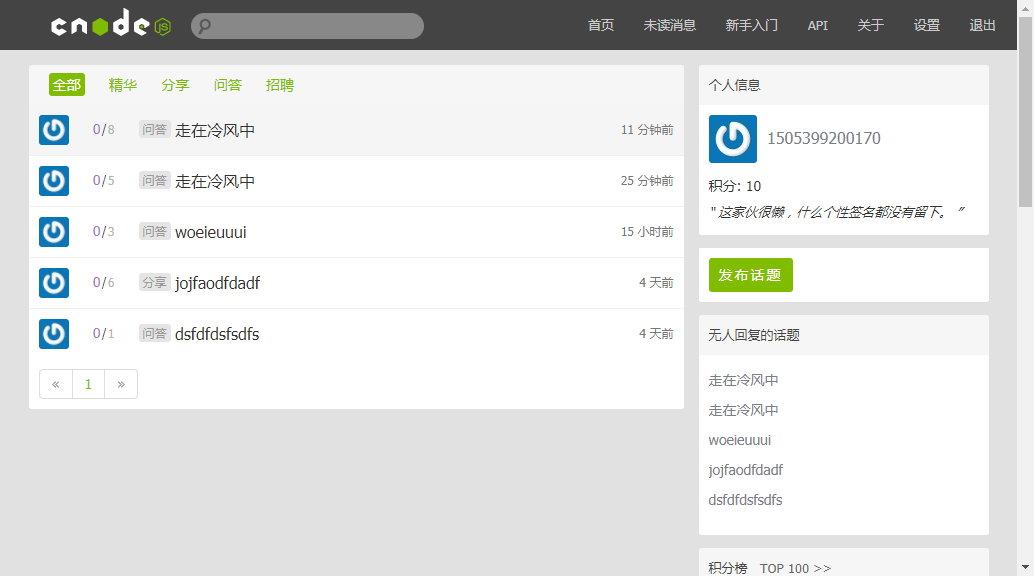 cnode JS
首页 未读消息 新手入门 API 关于 设置 退出
全部 精华 分享 问答 招聘
0/8 问答 走在冷风中 11 分钟前
0/5 问答 走在冷风中 25 分钟前
0/3 问答 woeieuuui 15 小时前
0/6 分享 jojfaodfdadf 4 天前
0/1 问答 dsfdfdsfsdfs 4 天前
« 1 »
个人信息
1505399200170
积分: 10
" 这家伙很懒，什么个性签名都没有留下。 ”
发布话题
无人回复的话题
走在冷风中
走在冷风中
woeieuuui
jojfaodfdadf
dsfdfdsfsdfs
积分榜 TOP 100 >>